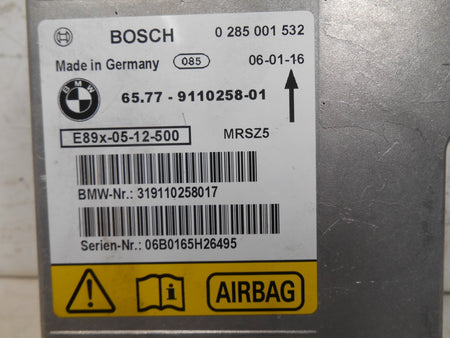 BOSCH 0 285 001 532
Made in Germany 085 06-01-16
BMW 65.77 - 9110258-01
E89x-05-12-500 MRSZ5
BMW-Nr.: 319110258017
Serien-Nr.: 06B0165H26495
AIRBAG